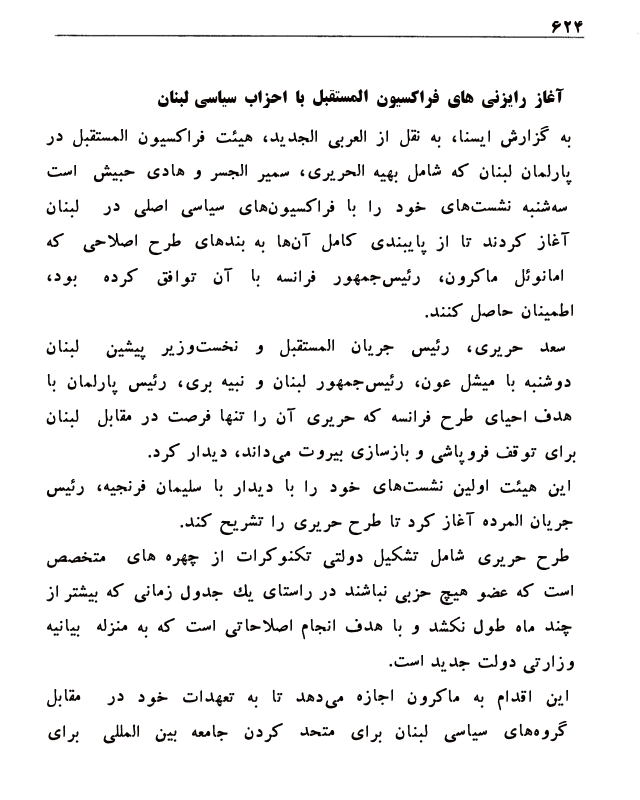 ۶۲۴
آغاز رایزنی های فراکسیون المستقبل با احزاب سیاسی لبنان
به گزارش ایسنا، به نقل از العربی الجدید، هیئت فراکسیون المستقبل در
پارلمان لبنان که شامل بهیه الحریری، سمیر الجسر و هادی حبیش است
سه‌شنبه نشست‌های خود را با فراکسیون‌های سیاسی اصلی در لبنان
آغاز کردند تا از پایبندی کامل آن‌ها به بندهای طرح اصلاحی که
امانوئل ماکرون، رئیس‌جمهور فرانسه با آن توافق کرده بود،
اطمینان حاصل کنند.
سعد حریری، رئیس جریان المستقبل و نخست‌وزیر پیشین لبنان
دوشنبه با میشل عون، رئیس‌جمهور لبنان و نبیه بری، رئیس پارلمان با
هدف احیای طرح فرانسه که حریری آن را تنها فرصت در مقابل لبنان
برای توقف فروپاشی و بازسازی بیروت می‌داند، دیدار کرد.
این هیئت اولین نشست‌های خود را با دیدار با سلیمان فرنجیه، رئیس
جریان المرده آغاز کرد تا طرح حریری را تشریح کند.
طرح حریری شامل تشکیل دولتی تکنوکرات از چهره های متخصص
است که عضو هیچ حزبی نباشند در راستای یك جدول زمانی که بیشتر از
چند ماه طول نکشد و با هدف انجام اصلاحاتی است که به منزله بیانیه
وزارتی دولت جدید است.
این اقدام به ماکرون اجازه می‌دهد تا به تعهدات خود در مقابل
گروه‌های سیاسی لبنان برای متحد کردن جامعه بین المللی برای